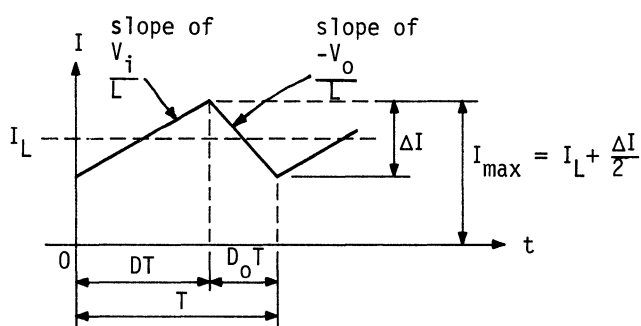 slope of
V_i
L
slope of
-V_o
L
I
I_L
ΔI
I_max = I_L + ΔI/2
0
t
DT
D_oT
T